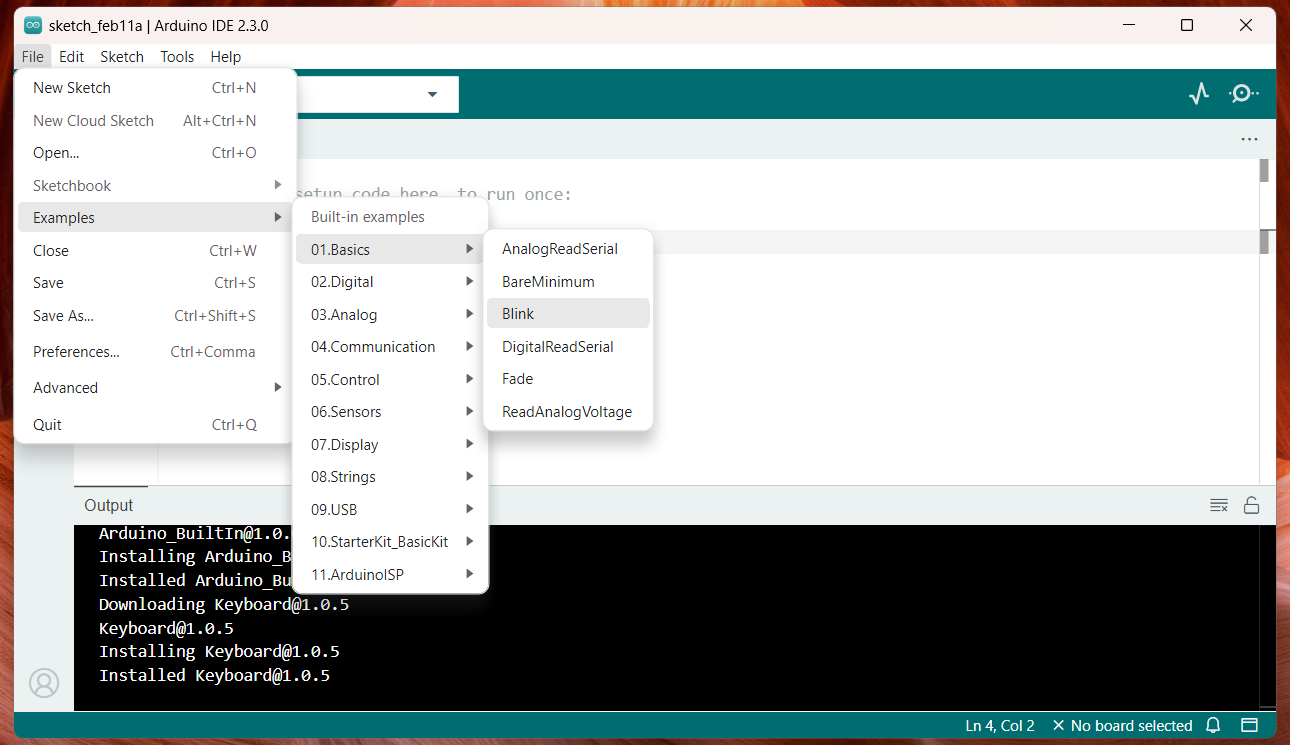 sketch_feb11a | Arduino IDE 2.3.0
File Edit Sketch Tools Help
New Sketch Ctrl+N
New Cloud Sketch Alt+Ctrl+N
Open... Ctrl+O
Sketchbook
Examples
Close Ctrl+W
Save Ctrl+S
Save As... Ctrl+Shift+S
Preferences... Ctrl+Comma
Advanced
Quit Ctrl+Q
Built-in examples
01.Basics
02.Digital
03.Analog
04.Communication
05.Control
06.Sensors
07.Display
08.Strings
09.USB
10.StarterKit_BasicKit
11.ArduinoISP
AnalogReadSerial
BareMinimum
Blink
DigitalReadSerial
Fade
ReadAnalogVoltage
setup code here, to run once:
Output
Arduino_BuiltIn@1.0.
Installing Arduino_B
Installed Arduino_Bu
Downloading Keyboard@1.0.5
Keyboard@1.0.5
Installing Keyboard@1.0.5
Installed Keyboard@1.0.5
Ln 4, Col 2 No board selected